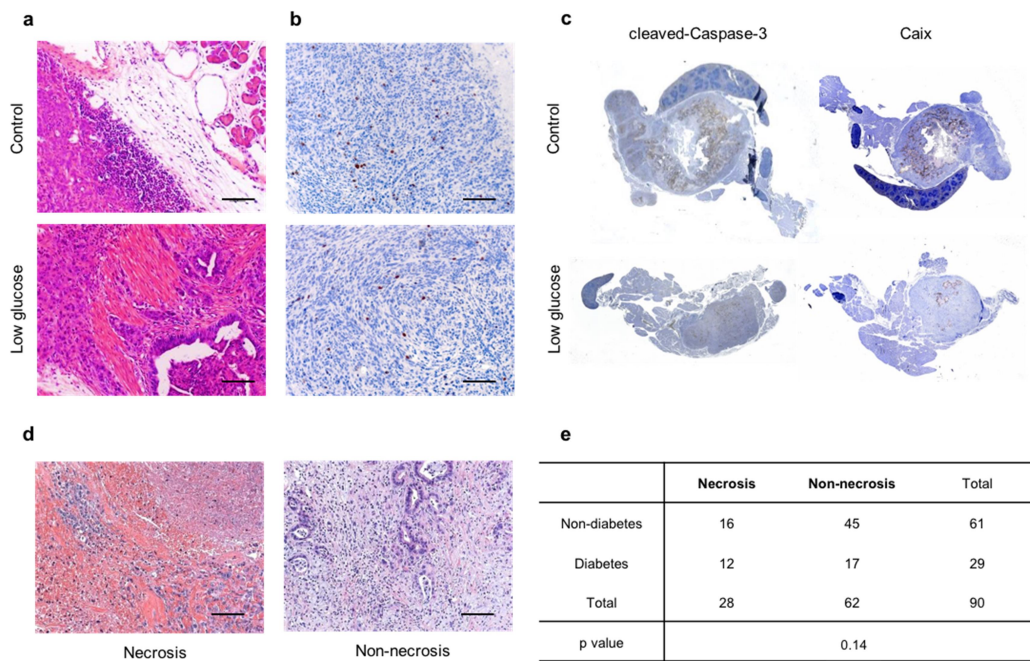 a
b
c
cleaved-Caspase-3 Caix
Control
Control
Low glucose
Low glucose
d
e
Necrosis
Non-necrosis
Necrosis Non-necrosis Total
Non-diabetes 16 45 61
Diabetes 12 17 29
Total 28 62 90
p value 0.14